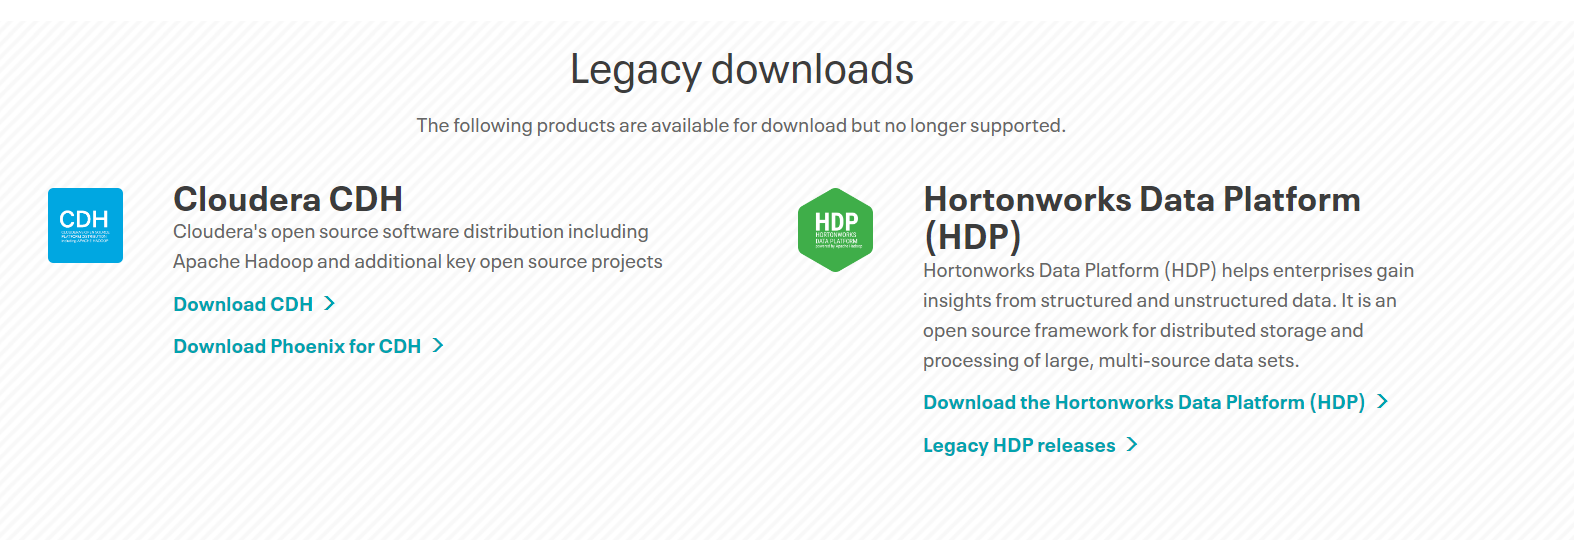 Legacy downloads
The following products are available for download but no longer supported.
CDH
Cloudera CDH
Cloudera's open source software distribution including
Apache Hadoop and additional key open source projects
Download CDH
Download Phoenix for CDH
HDP
HORTONWORKS
DATA PLATFORM
powered by Apache Hadoop
Hortonworks Data Platform
(HDP)
Hortonworks Data Platform (HDP) helps enterprises gain
insights from structured and unstructured data. It is an
open source framework for distributed storage and
processing of large, multi-source data sets.
Download the Hortonworks Data Platform (HDP)
Legacy HDP releases